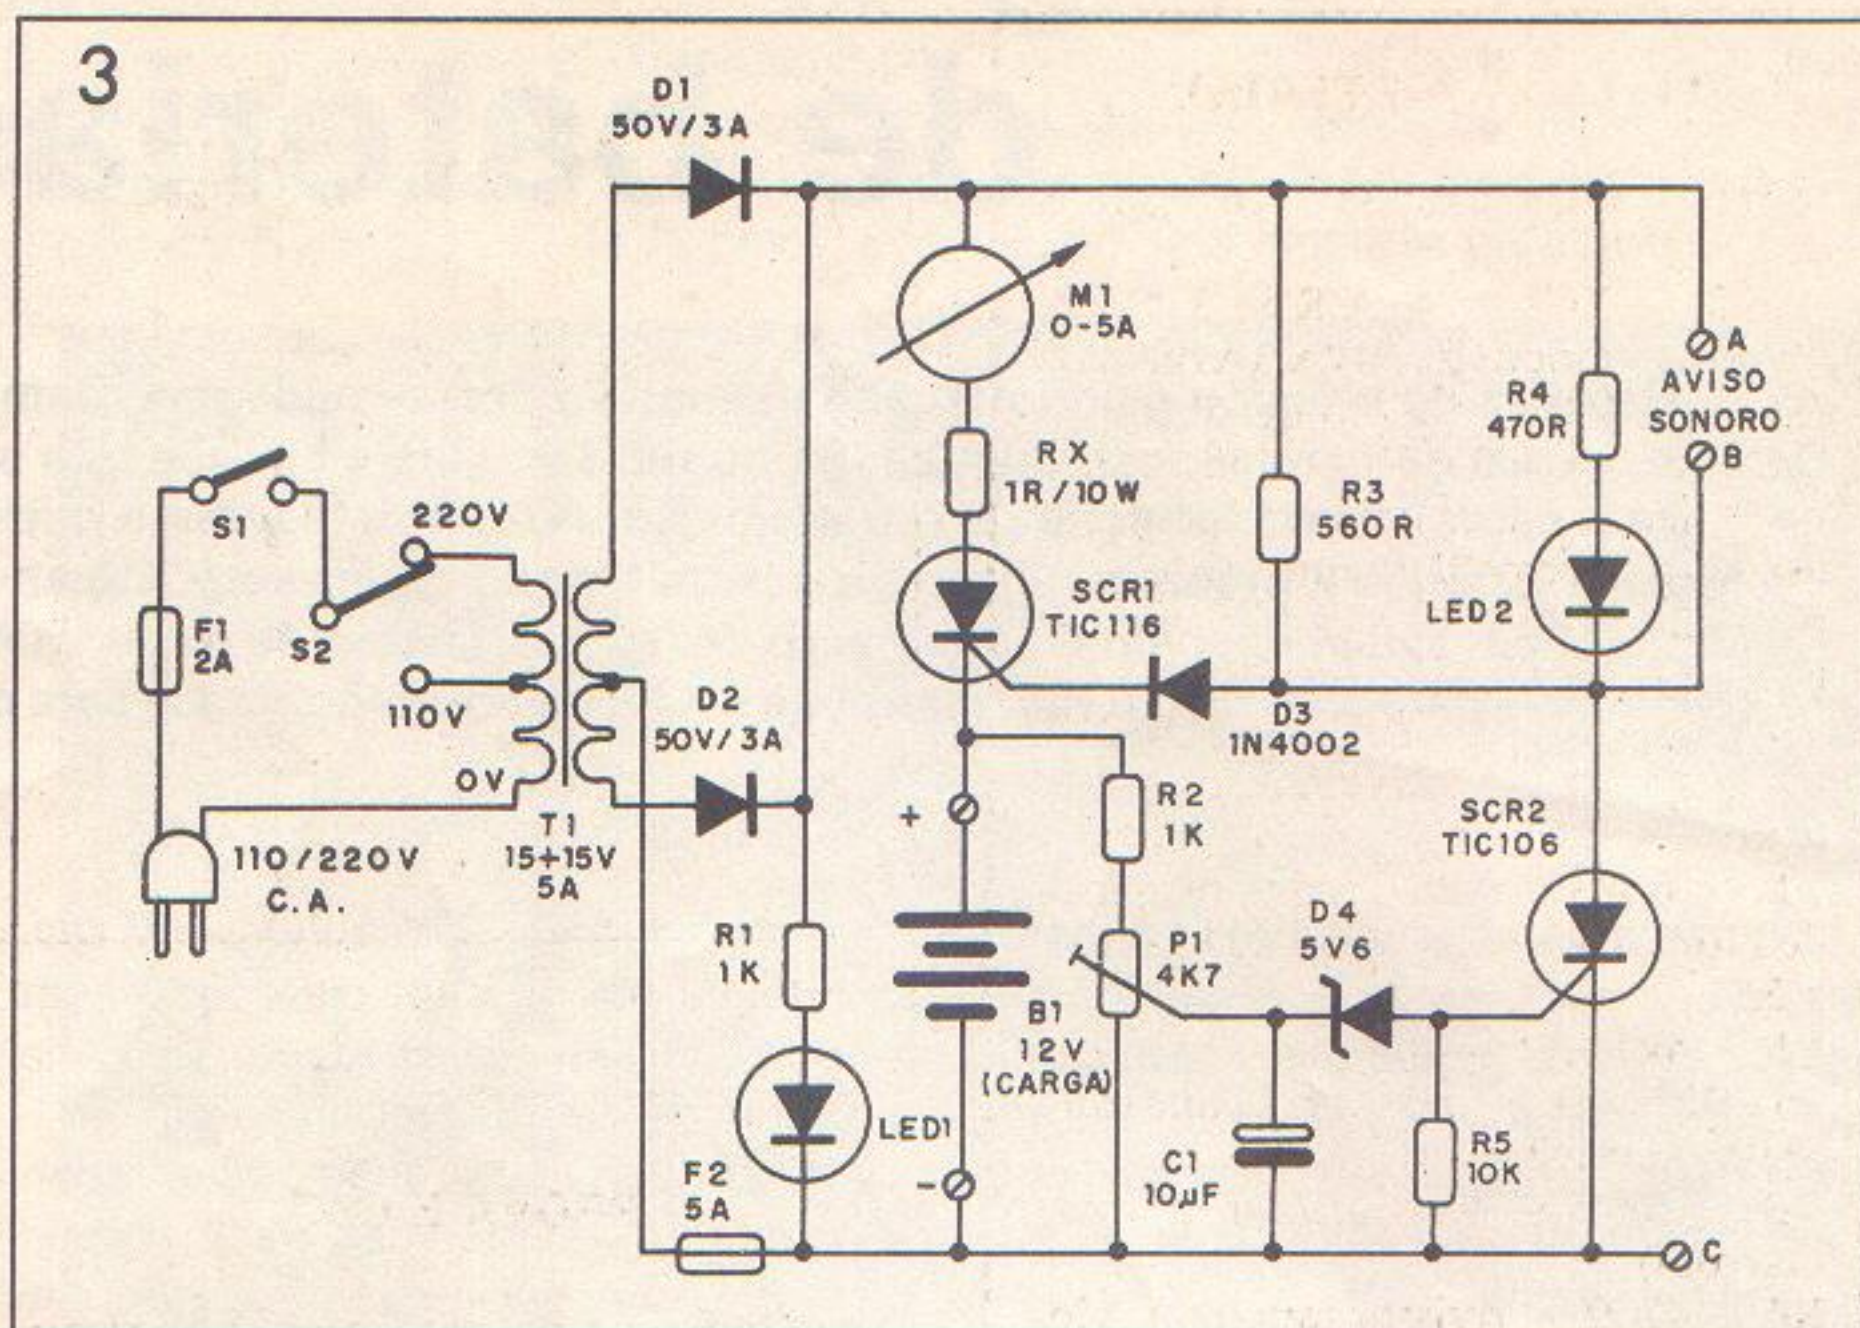 3
D1
50V/3A
M1
0-5A
A
AVISO
SONORO
B
R4
470R
RX
1R/10W
R3
560R
S1
220V
SCR1
TIC116
LED2
F1
2A
S2
110V
D2
50V/3A
D3
1N4002
0V
T1
15+15V
5A
110/220V
C.A.
+
R2
1K
SCR2
TIC106
R1
1K
P1
4K7
D4
5V6
B1
12V
(CARGA)
LED1
-
C1
10µF
R5
10K
F2
5A
C